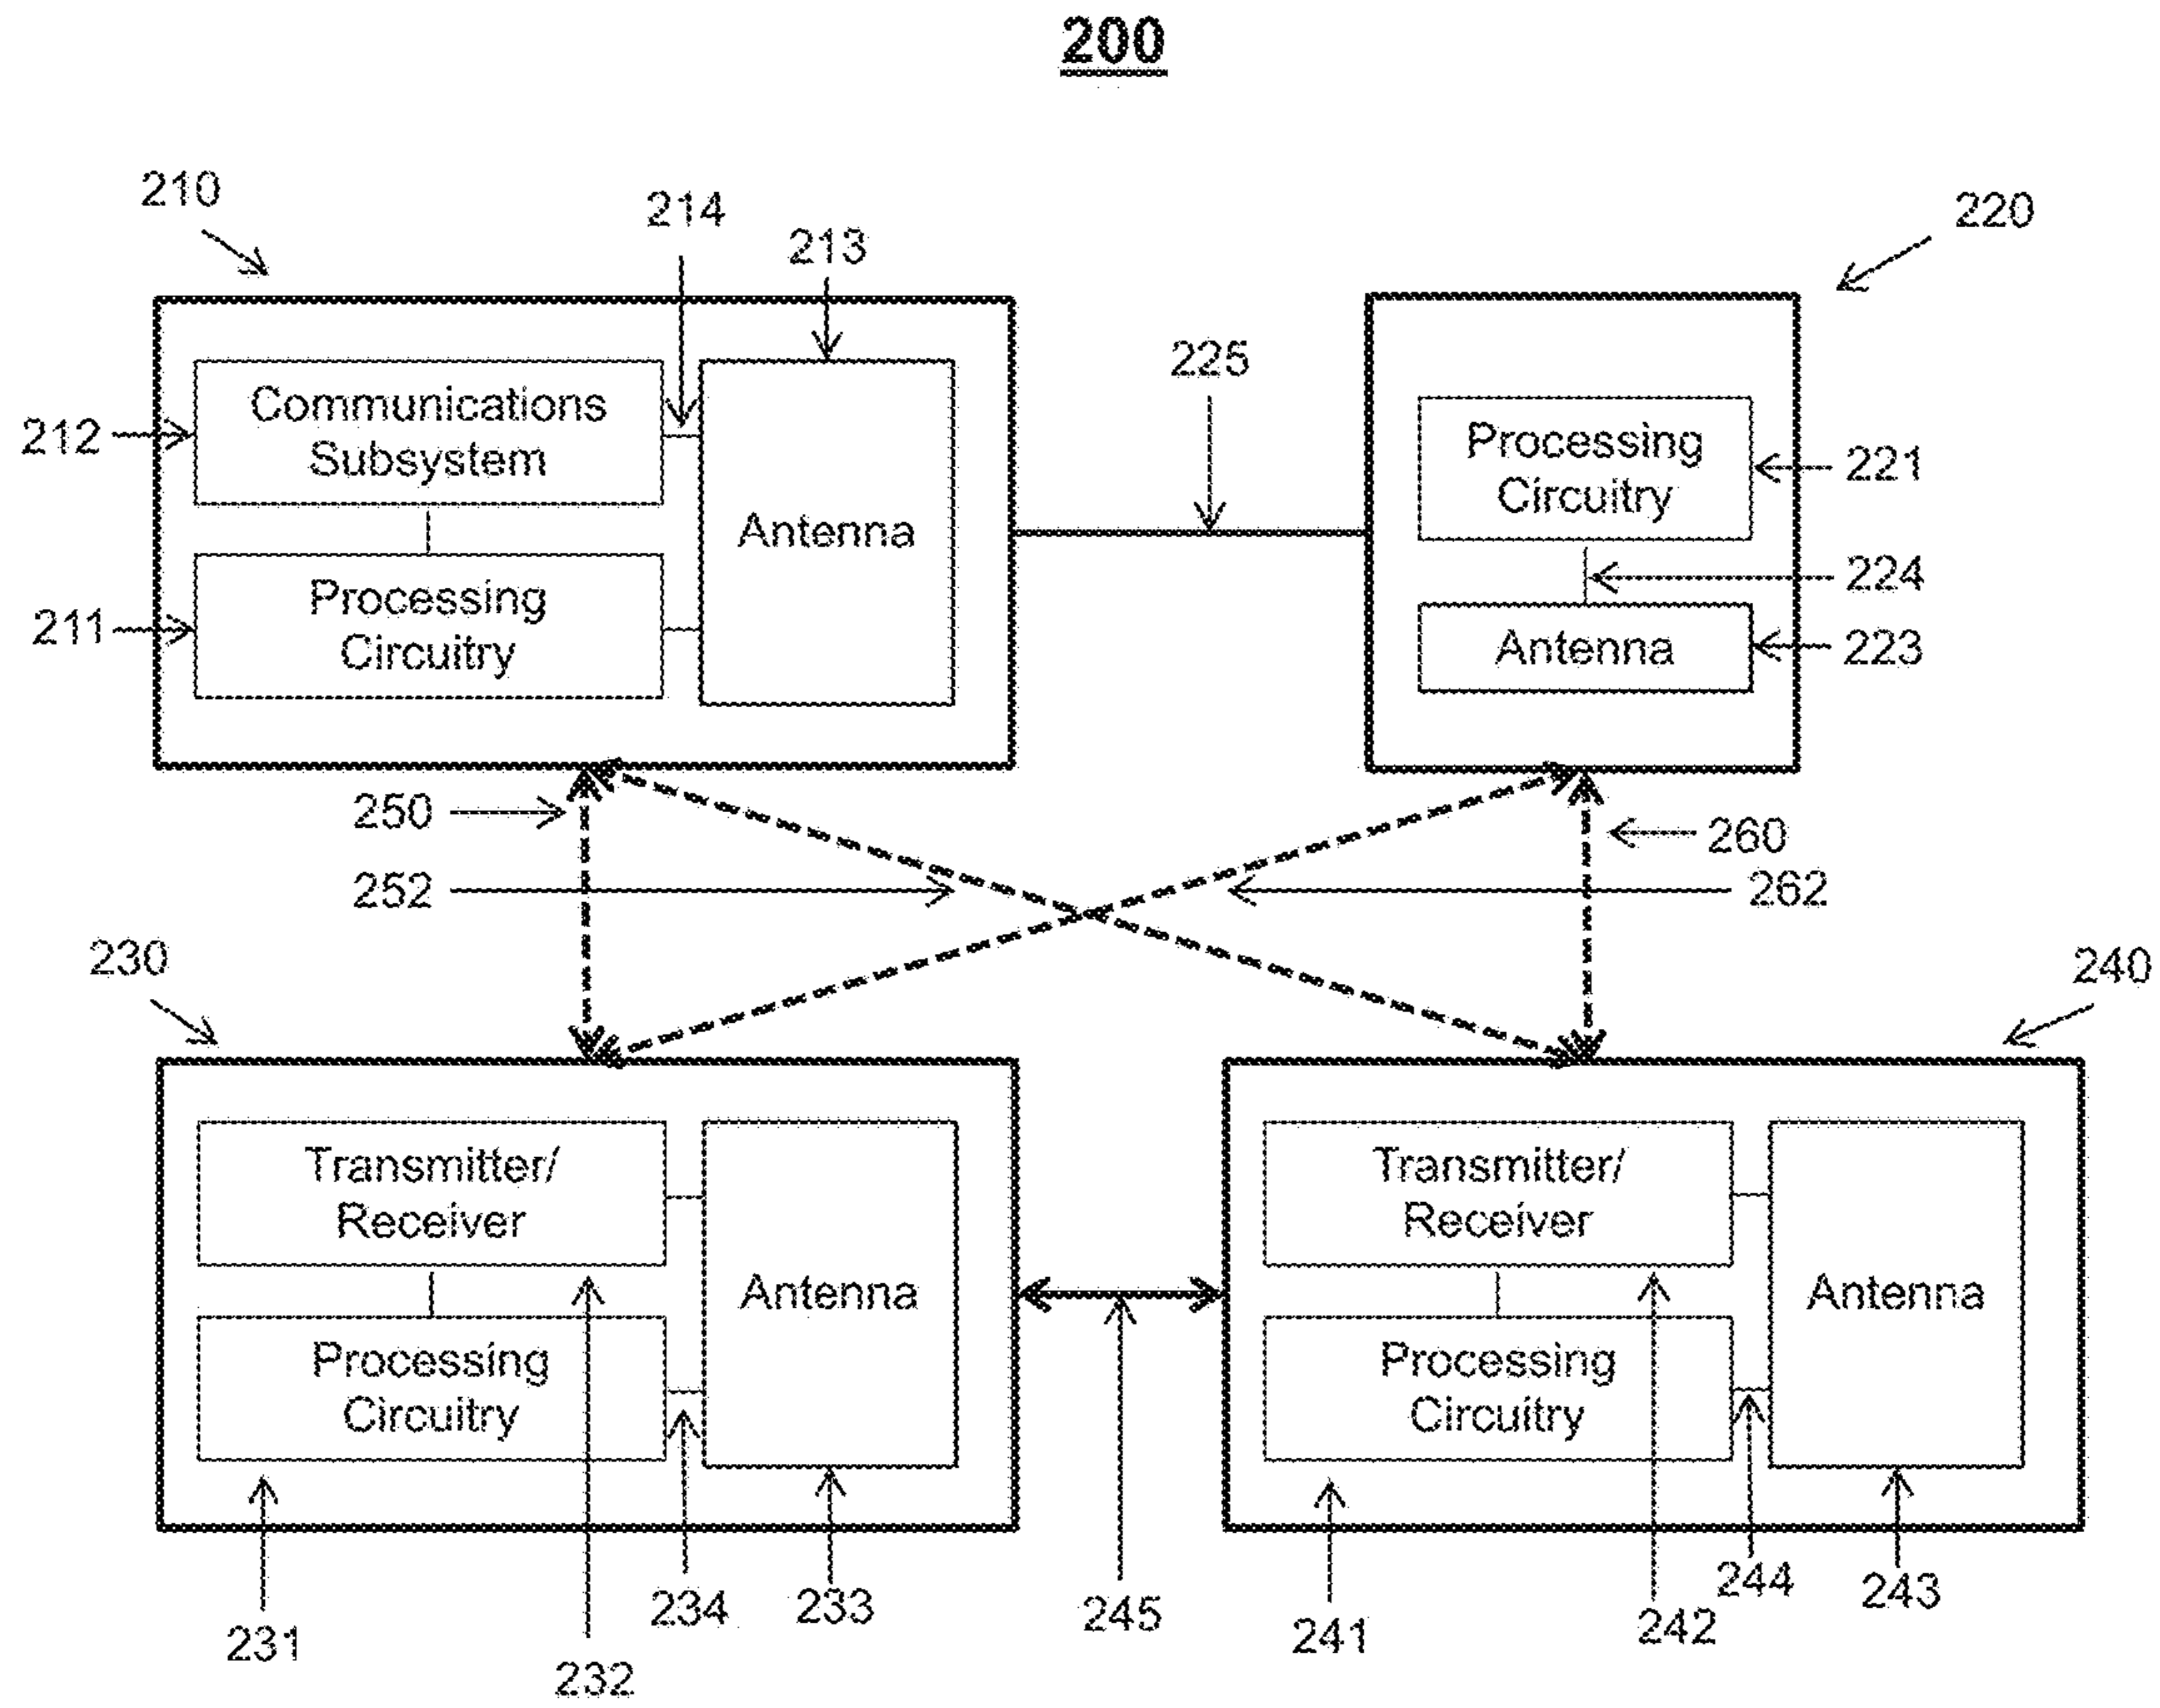 200
210
214
213
220
225
212
Communications
Subsystem
Antenna
Processing
Circuitry
221
211
Processing
Circuitry
224
Antenna
223
250
260
252
262
230
240
Transmitter/
Receiver
Antenna
Processing
Circuitry
Transmitter/
Receiver
Antenna
Processing
Circuitry
231
232
234
233
245
241
242
244
243